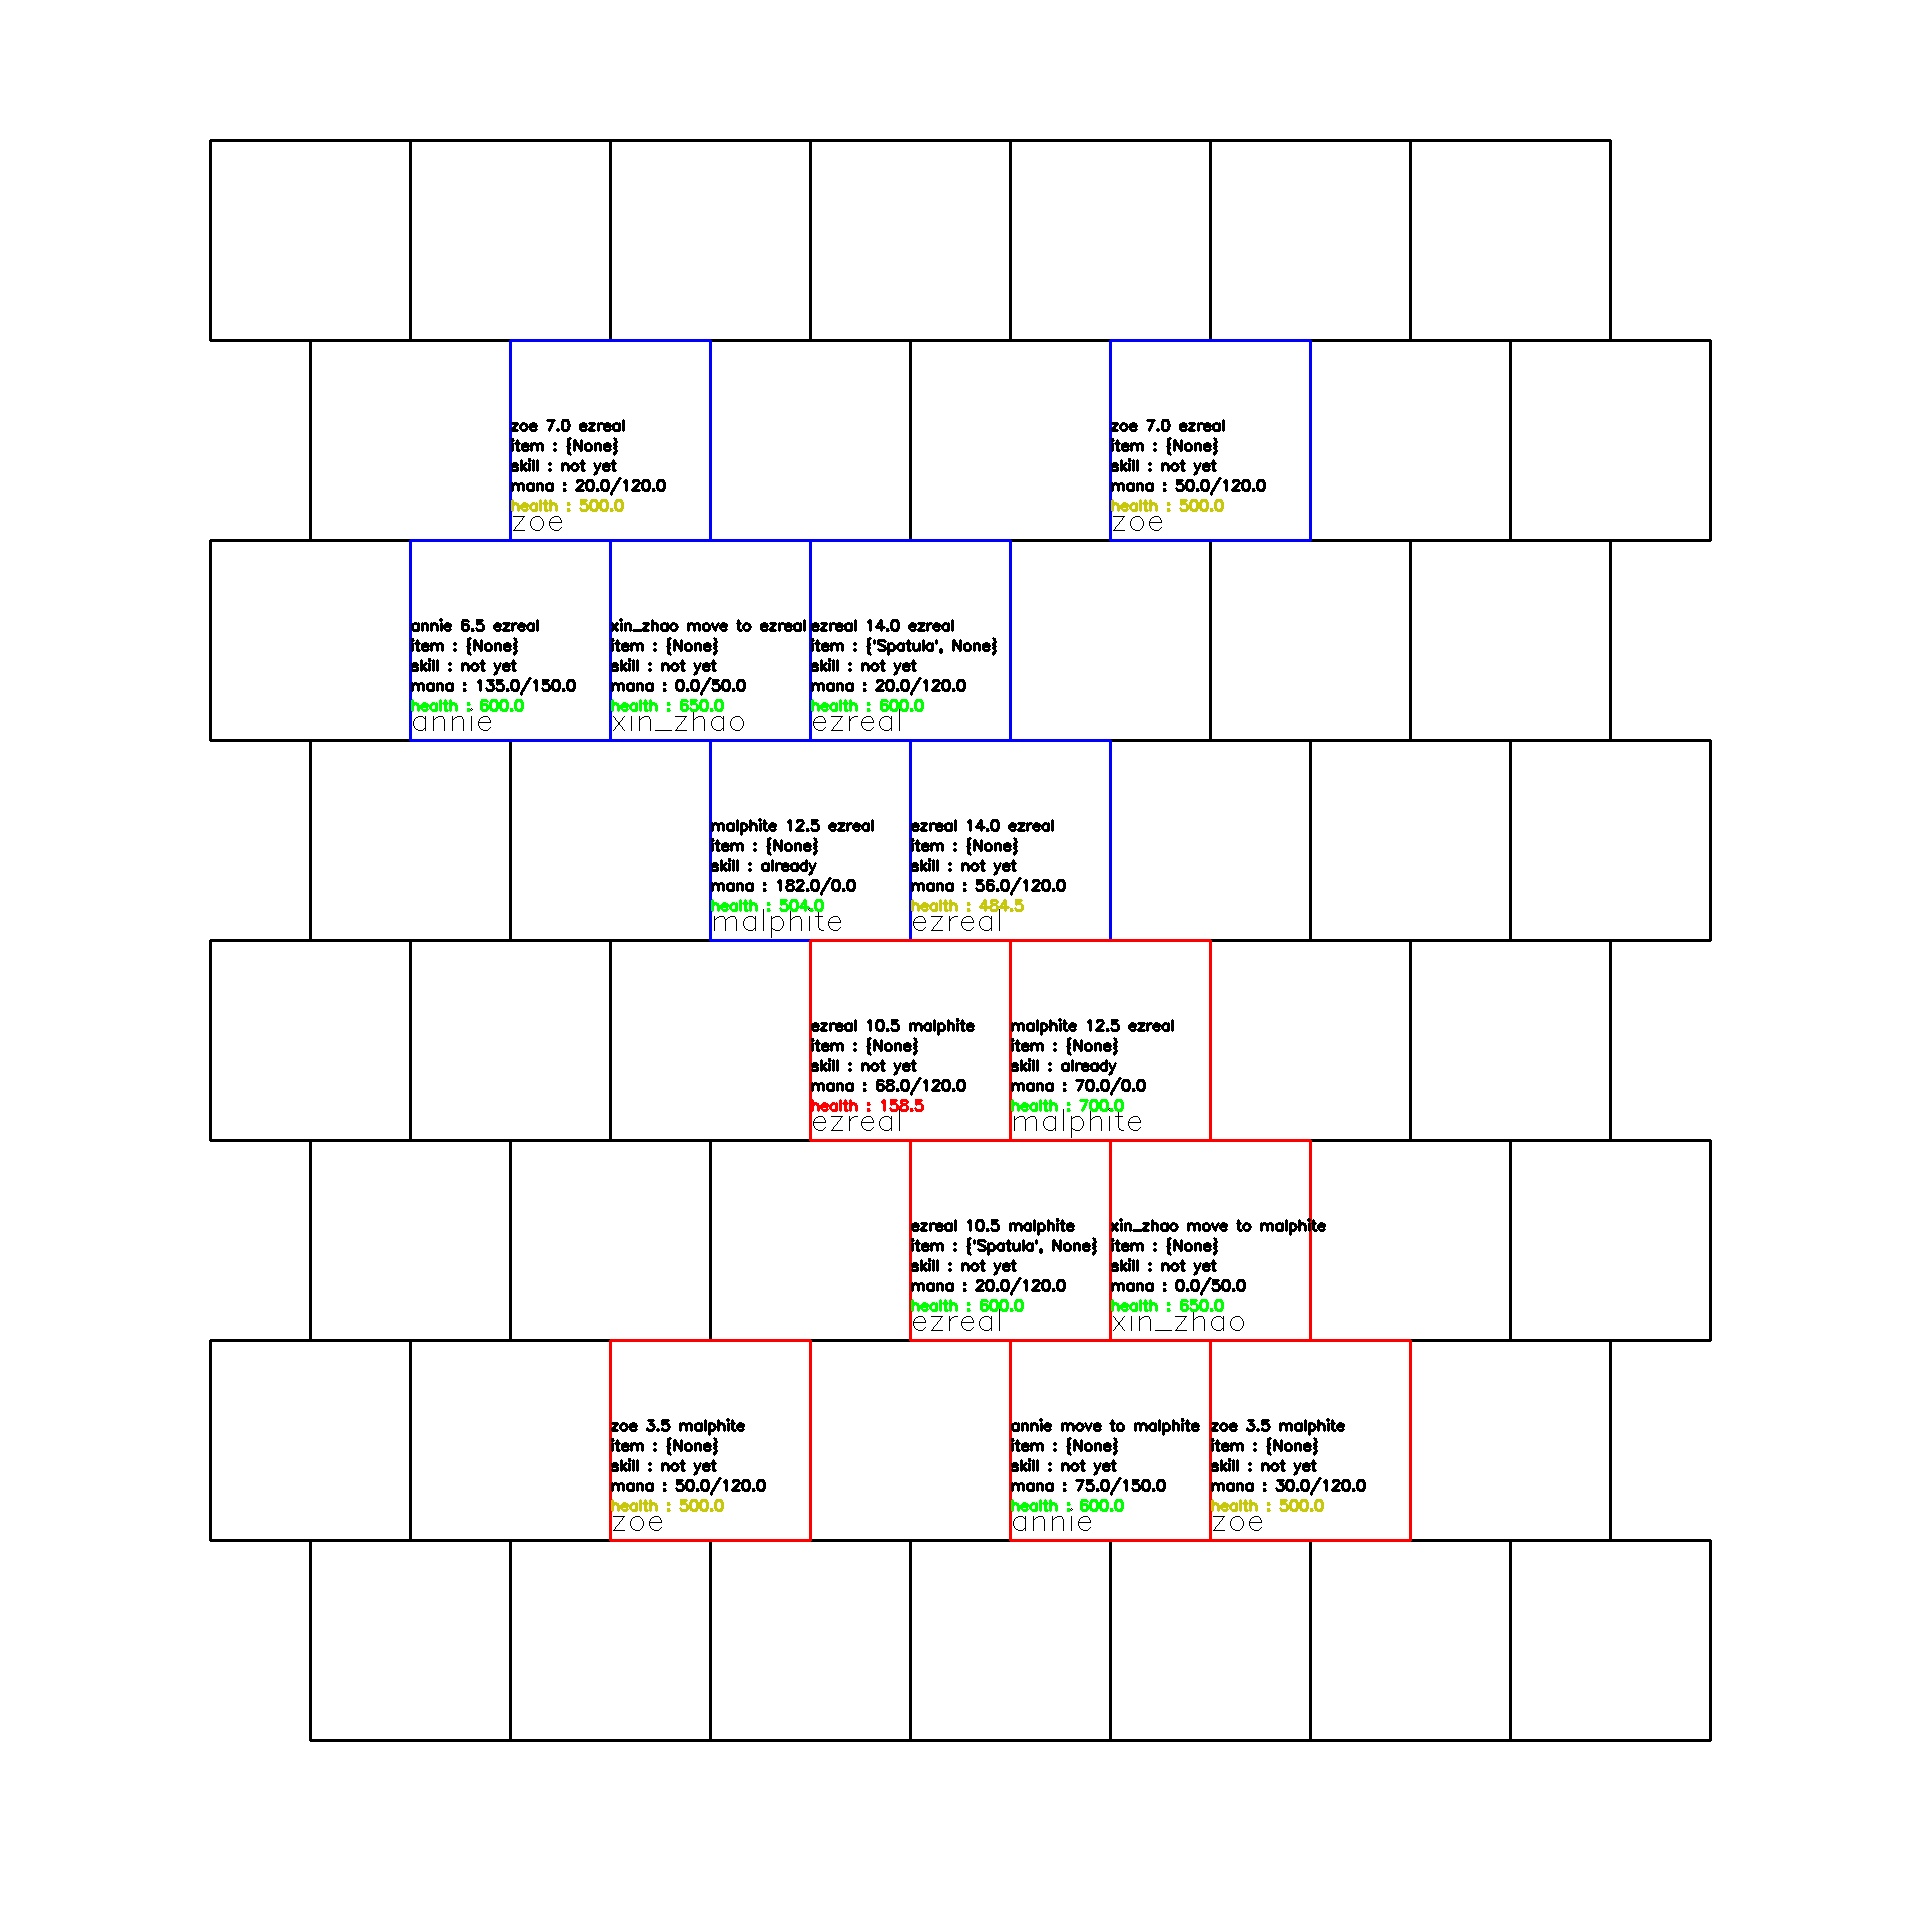 zoe 7.0 ezreal
item : {None}
skill : not yet
mana : 20.0/120.0
health : 500.0
zoe
zoe 7.0 ezreal
item : {None}
skill : not yet
mana : 50.0/120.0
health : 500.0
zoe
annie 6.5 ezreal
item : {None}
skill : not yet
mana : 135.0/150.0
health : 600.0
annie
xin_zhao move to ezreal
item : {None}
skill : not yet
mana : 0.0/50.0
health : 650.0
xin_zhao
ezreal 14.0 ezreal
item : {'Spatula', None}
skill : not yet
mana : 20.0/120.0
health : 600.0
ezreal
malphite 12.5 ezreal
item : {None}
skill : already
mana : 182.0/0.0
health : 504.0
malphite
ezreal 14.0 ezreal
item : {None}
skill : not yet
mana : 56.0/120.0
health : 484.5
ezreal
ezreal 10.5 malphite
item : {None}
skill : not yet
mana : 68.0/120.0
health : 158.5
ezreal
malphite 12.5 ezreal
item : {None}
skill : already
mana : 70.0/0.0
health : 700.0
malphite
ezreal 10.5 malphite
item : {'Spatula', None}
skill : not yet
mana : 20.0/120.0
health : 600.0
ezreal
xin_zhao move to malphite
item : {None}
skill : not yet
mana : 0.0/50.0
health : 650.0
xin_zhao
zoe 3.5 malphite
item : {None}
skill : not yet
mana : 50.0/120.0
health : 500.0
zoe
annie move to malphite
item : {None}
skill : not yet
mana : 75.0/150.0
health : 600.0
annie
zoe 3.5 malphite
item : {None}
skill : not yet
mana : 30.0/120.0
health : 500.0
zoe